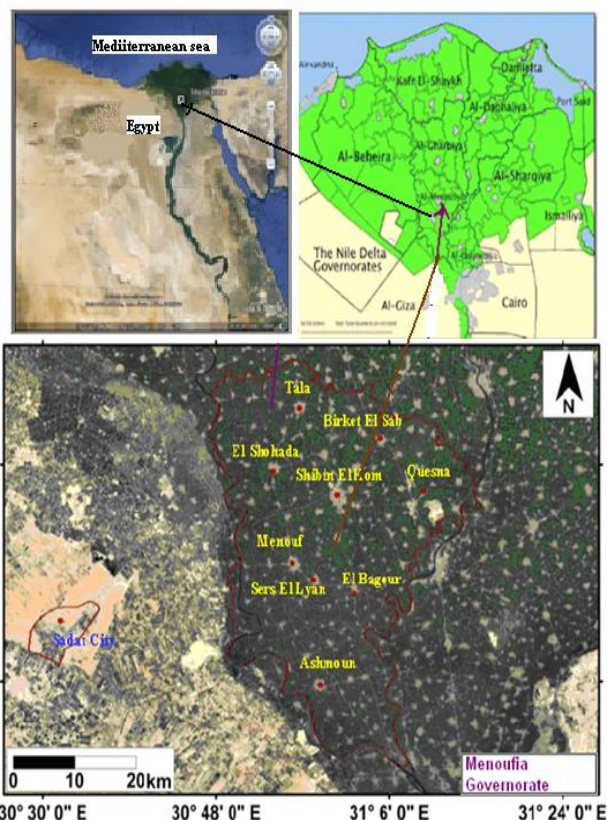 Mediiterranean sea
Egypt
Kafr El-Shaykh
Damietta
Port Said
Al-Daqhaliya
Al-Gharbiya
Al-Beheira
Al-Sharqiya
Ismailiya
The Nile Delta
Governorates
Al-Giza
Cairo
N
Tala
Birket El Sab
El Shohada
Shibin ElKom
Quesna
Menouf
Sers ElLyan
El Bagour
Sadat City
Ashmoun
0 10 20km
Menoufia
Governorate
30° 30' 0" E 30° 48' 0" E 31° 6' 0" E 31° 24' 0" E